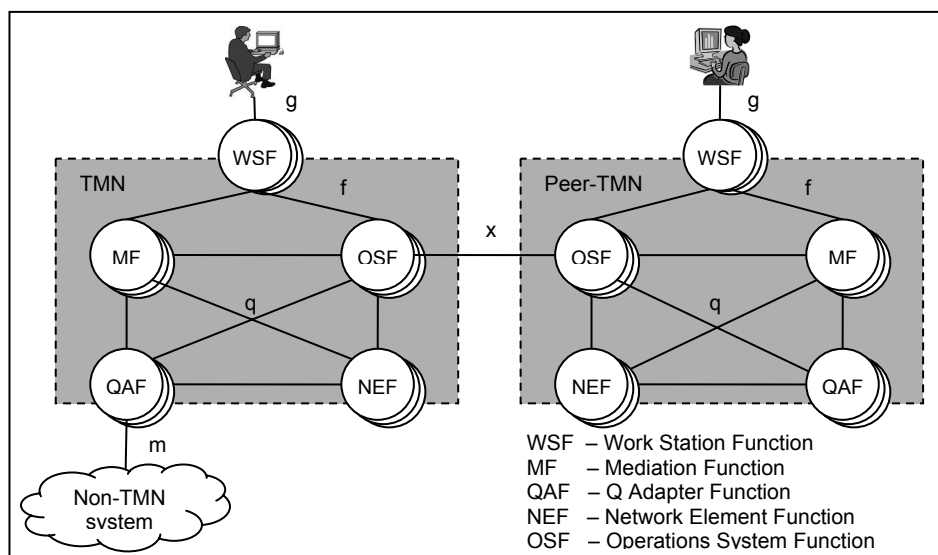 g
g
WSF
WSF
TMN
f
Peer-TMN
f
MF
OSF
x
OSF
MF
q
q
QAF
NEF
NEF
QAF
m
WSF – Work Station Function
MF – Mediation Function
QAF – Q Adapter Function
NEF – Network Element Function
OSF – Operations System Function
Non-TMN
system